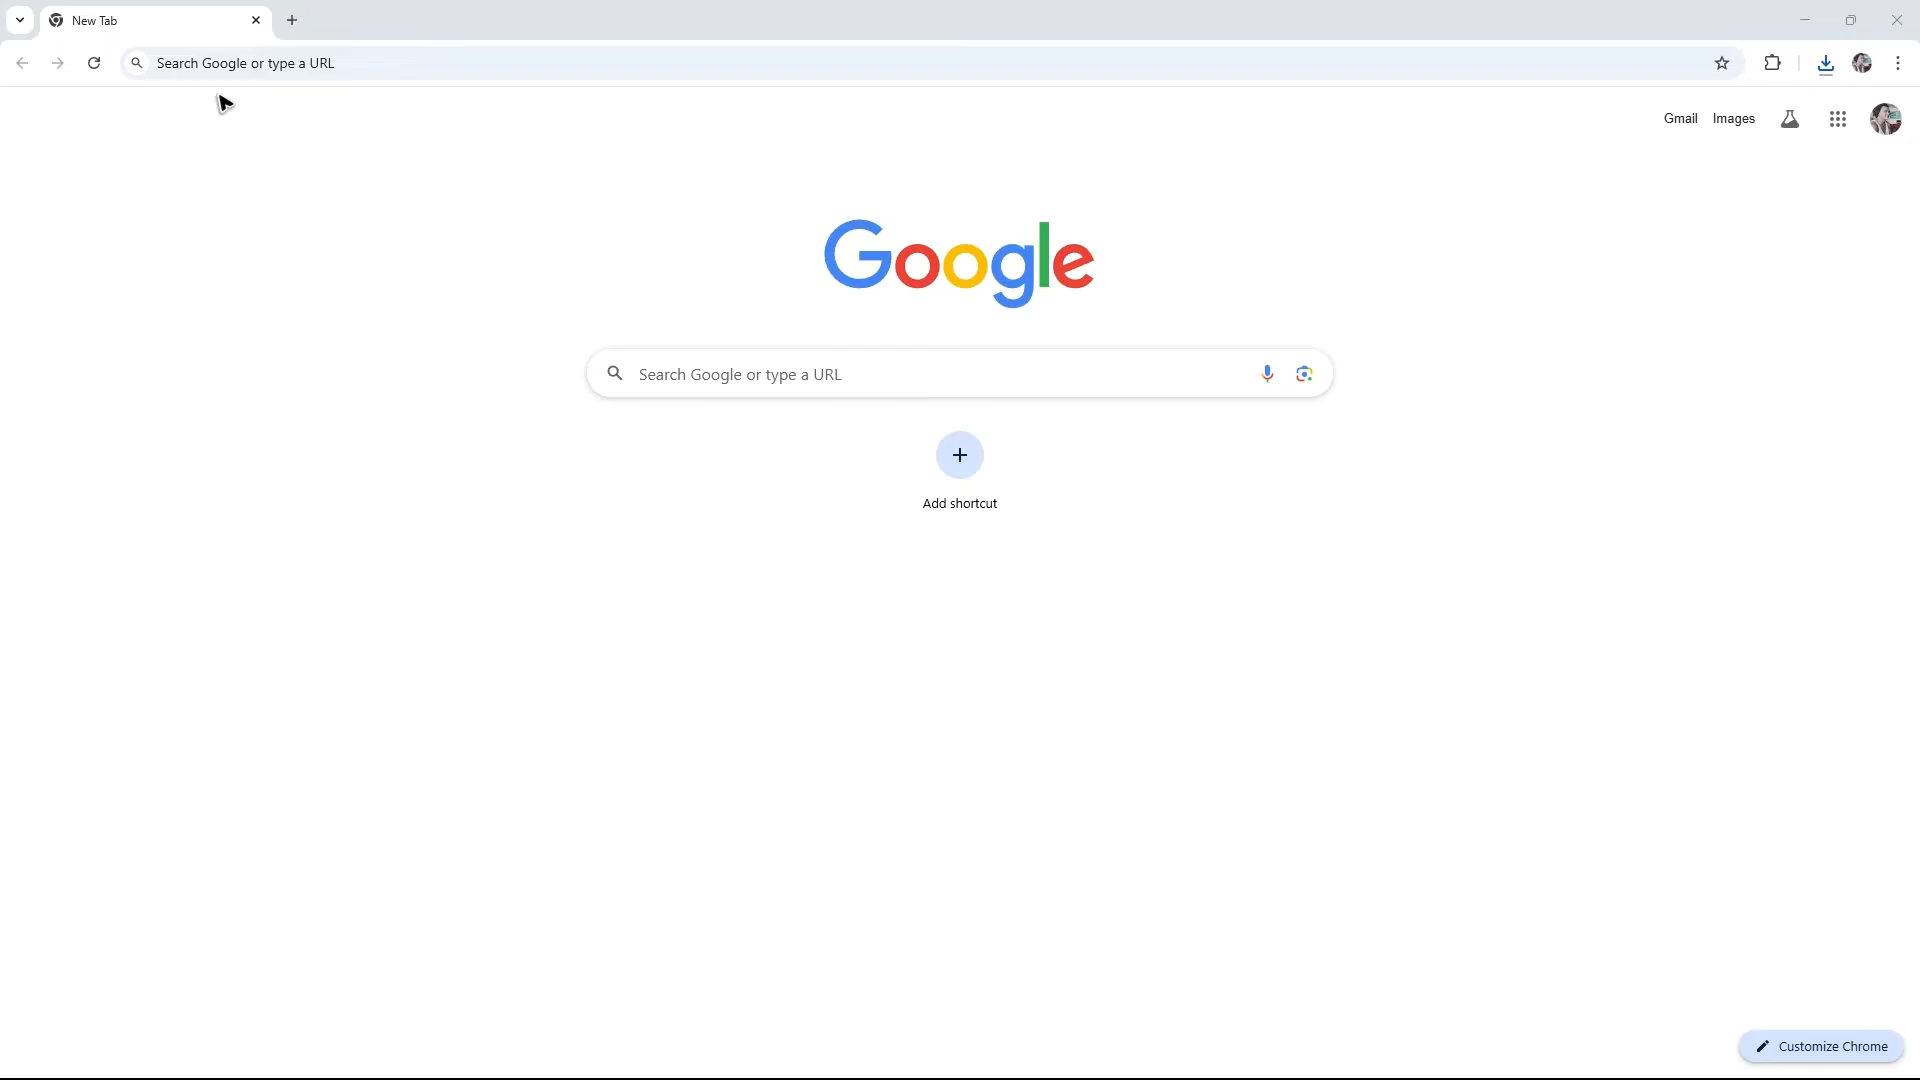 New Tab
Search Google or type a URL
Gmail Images
Google
Search Google or type a URL
Add shortcut
Customize Chrome